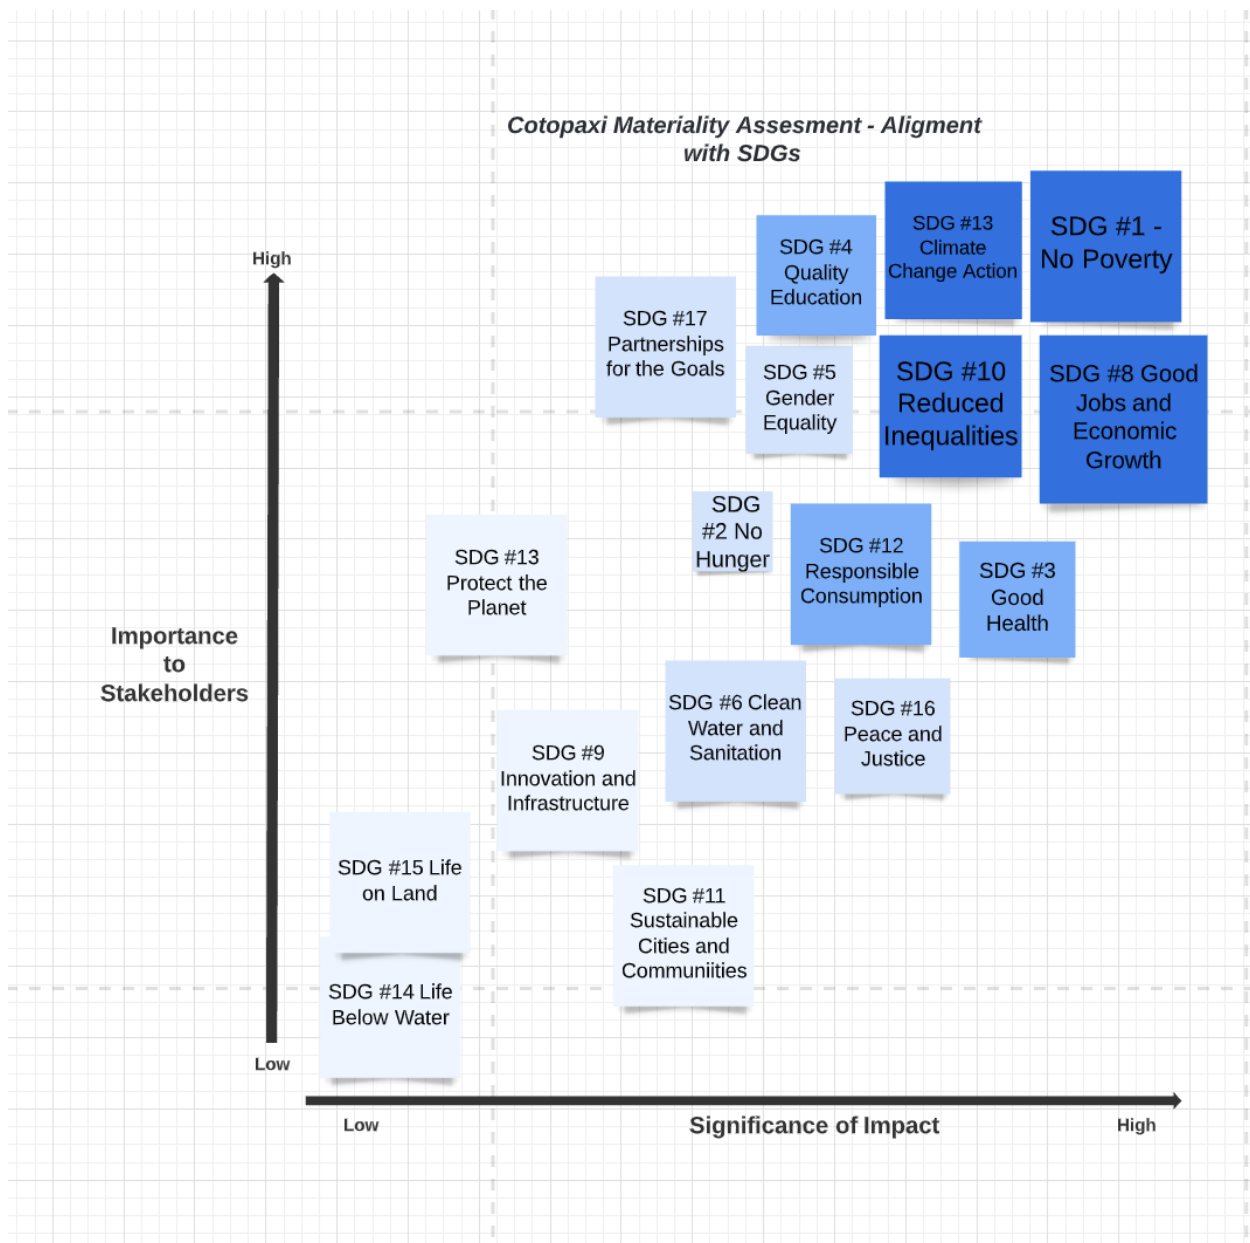 Cotopaxi Materiality Assesment - Aligment
with SDGs
High
SDG #4
Quality
Education
SDG #13
Climate
Change Action
SDG #1 -
No Poverty
SDG #17
Partnerships
for the Goals
SDG #5
Gender
Equality
SDG #10
Reduced
Inequalities
SDG #8 Good
Jobs and
Economic
Growth
SDG
#2 No
Hunger
SDG #13
Protect the
Planet
SDG #12
Responsible
Consumption
SDG #3
Good
Health
Importance
to
Stakeholders
SDG #6 Clean
Water and
Sanitation
SDG #16
Peace and
Justice
SDG #9
Innovation and
Infrastructure
SDG #15 Life
on Land
SDG #11
Sustainable
Cities and
Communiities
SDG #14 Life
Below Water
Low
Low
Significance of Impact
High